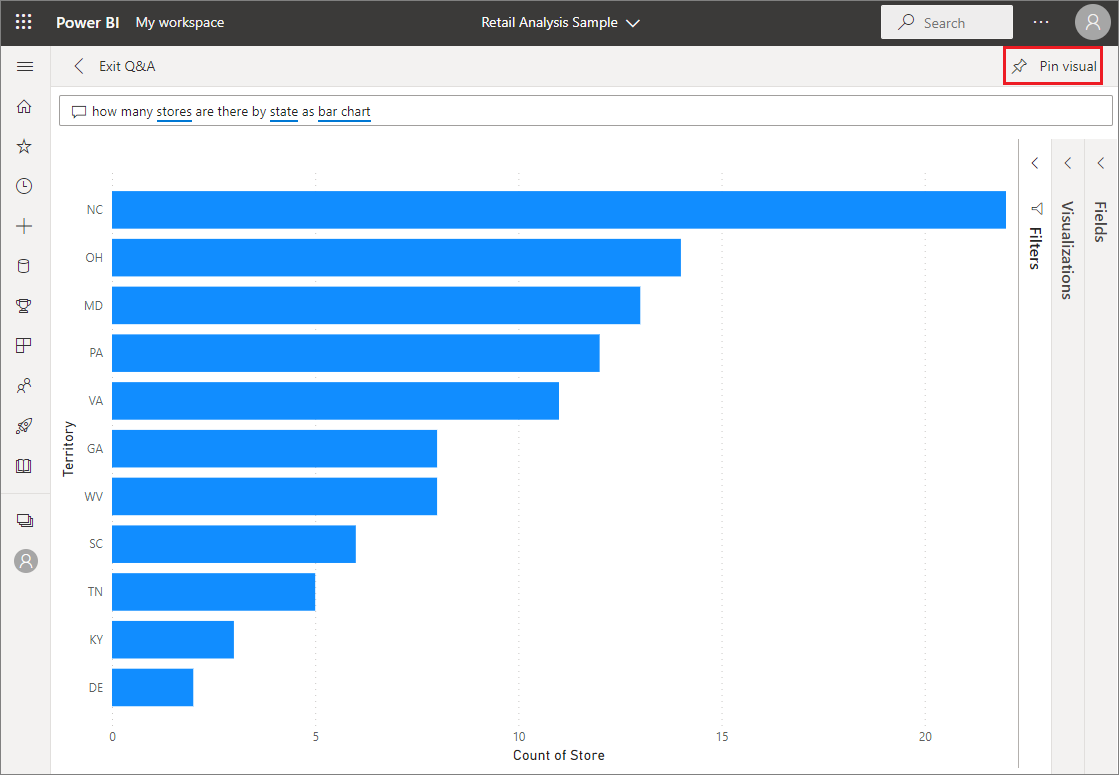 Power BI My workspace Retail Analysis Sample Search
Exit Q&A Pin visual
how many stores are there by state as bar chart
NC
OH
MD
PA
VA
GA
WV
SC
TN
KY
DE
Territory
0 5 10 15 20
Count of Store
Filters
Visualizations
Fields